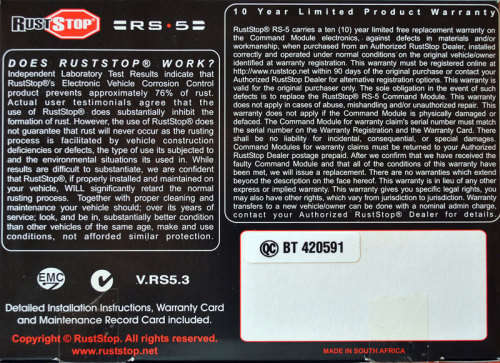 RUSTSTOP® RS·5
DOES RUSTSTOP® WORK?
Independent Laboratory Test Results indicate that
RustStop®/s Electronic Vehicle Corrosion Control
product prevents approximately 76% of rust.
Actual user testimonials agree that the
use of RustStop® does substantially inhibit the
formation of rust. However, the use of RustStop® does
not guarantee that rust will never occur as the rusting
process is facilitated by vehicle construction
deficiencies or defects, the type of use its subjected to
and the environmental situations its used in. While
results are difficult to substantiate, we are confident
that RustStop®, if properly installed and maintained on
your vehicle, WILL significantly retard the normal
rusting process. Together with proper cleaning and
maintenance your vehicle should; over its years of
service; look, and be in, substantially better condition
than other vehicles of the same age, make and use
conditions, not afforded similar protection.
EMC
V.RS5.3
Detailed Installation Instructions, Warranty Card
and Maintenance Record Card included.
Copyright © RustStop. All rights reserved.
www.ruststop.net
10 Year Limited Product Warranty
RustStop® RS-5 carries a ten (10) year limited free replacement warranty on
the Command Module electronics, against defects in materials and/or
workmanship, when purchased from an Authorized RustStop Dealer, installed
correctly and operated under normal conditions on the original vehicle/owner
identified at warranty registration. This warranty must be registered online at
http://www.rustst.net within 90 days of the original purchase or contact your
Authorized RustStop Dealer for alternative registration options. This warranty is
valid for the original purchaser only. The sole obligation in the event of such
defects is to replace the RustStop® RS-5 Command Module. This warranty
does not apply in cases of abuse, mishandling and/or unauthorized repair. This
warranty does not apply if the Command Module is physically damaged or
defaced. The Command Module for warranty claim's serial number must match
the serial number on the Warranty Registration and the Warranty Card. There
shall be no liability for incidental, consequential, or special damages.
Command Modules for warranty claims must be returned to your Authorized
RustStop Dealer postage prepaid. After we confirm that we have received the
faulty Command Module and that all of the conditions of this warranty have
been met, we will issue a replacement. There are no warranties which extend
beyond the description on the face hereof. This warranty is in lieu of any other
express or implied warranty. This warranty gives you specific legal rights, you
may also have other rights, which vary from jurisdiction to jurisdiction. Warranty
transfers to a new vehicle/owner can be done with a nominal admin charge,
contact your Authorized RustStop® Dealer for details.
QC BT 420591
MADE IN SOUTH AFRICA